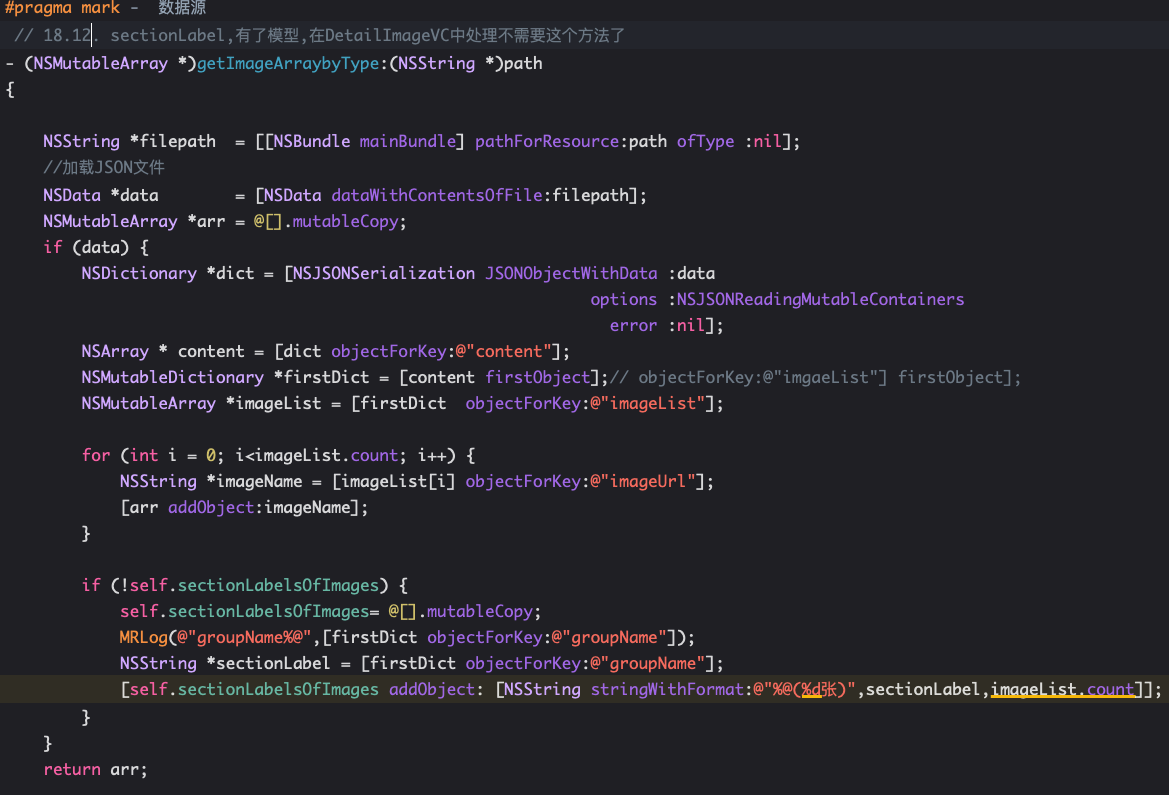 #pragma mark -  数据源
// 18.12. sectionLabel,有了模型,在DetailImageVC中处理不需要这个方法了
- (NSMutableArray *)getImageArraybyType:(NSString *)path
{
    NSString *filepath  = [[NSBundle mainBundle] pathForResource:path ofType :nil];
    //加载JSON文件
    NSData *data        = [NSData dataWithContentsOfFile:filepath];
    NSMutableArray *arr = @[].mutableCopy;
    if (data) {
        NSDictionary *dict = [NSJSONSerialization JSONObjectWithData :data
                                                             options :NSJSONReadingMutableContainers
                                                               error :nil];
        NSArray * content = [dict objectForKey:@"content"];
        NSMutableDictionary *firstDict = [content firstObject];// objectForKey:@"imgaeList"] firstObject];
        NSMutableArray *imageList = [firstDict  objectForKey:@"imageList"];
        for (int i = 0; i<imageList.count; i++) {
            NSString *imageName = [imageList[i] objectForKey:@"imageUrl"];
            [arr addObject:imageName];
        }
        if (!self.sectionLabelsOfImages) {
            self.sectionLabelsOfImages= @[].mutableCopy;
            MRLog(@"groupName%@",[firstDict objectForKey:@"groupName"]);
            NSString *sectionLabel = [firstDict objectForKey:@"groupName"];
            [self.sectionLabelsOfImages addObject: [NSString stringWithFormat:@"%@(%d张)",sectionLabel,imageList.count]];
        }
    }
    return arr;